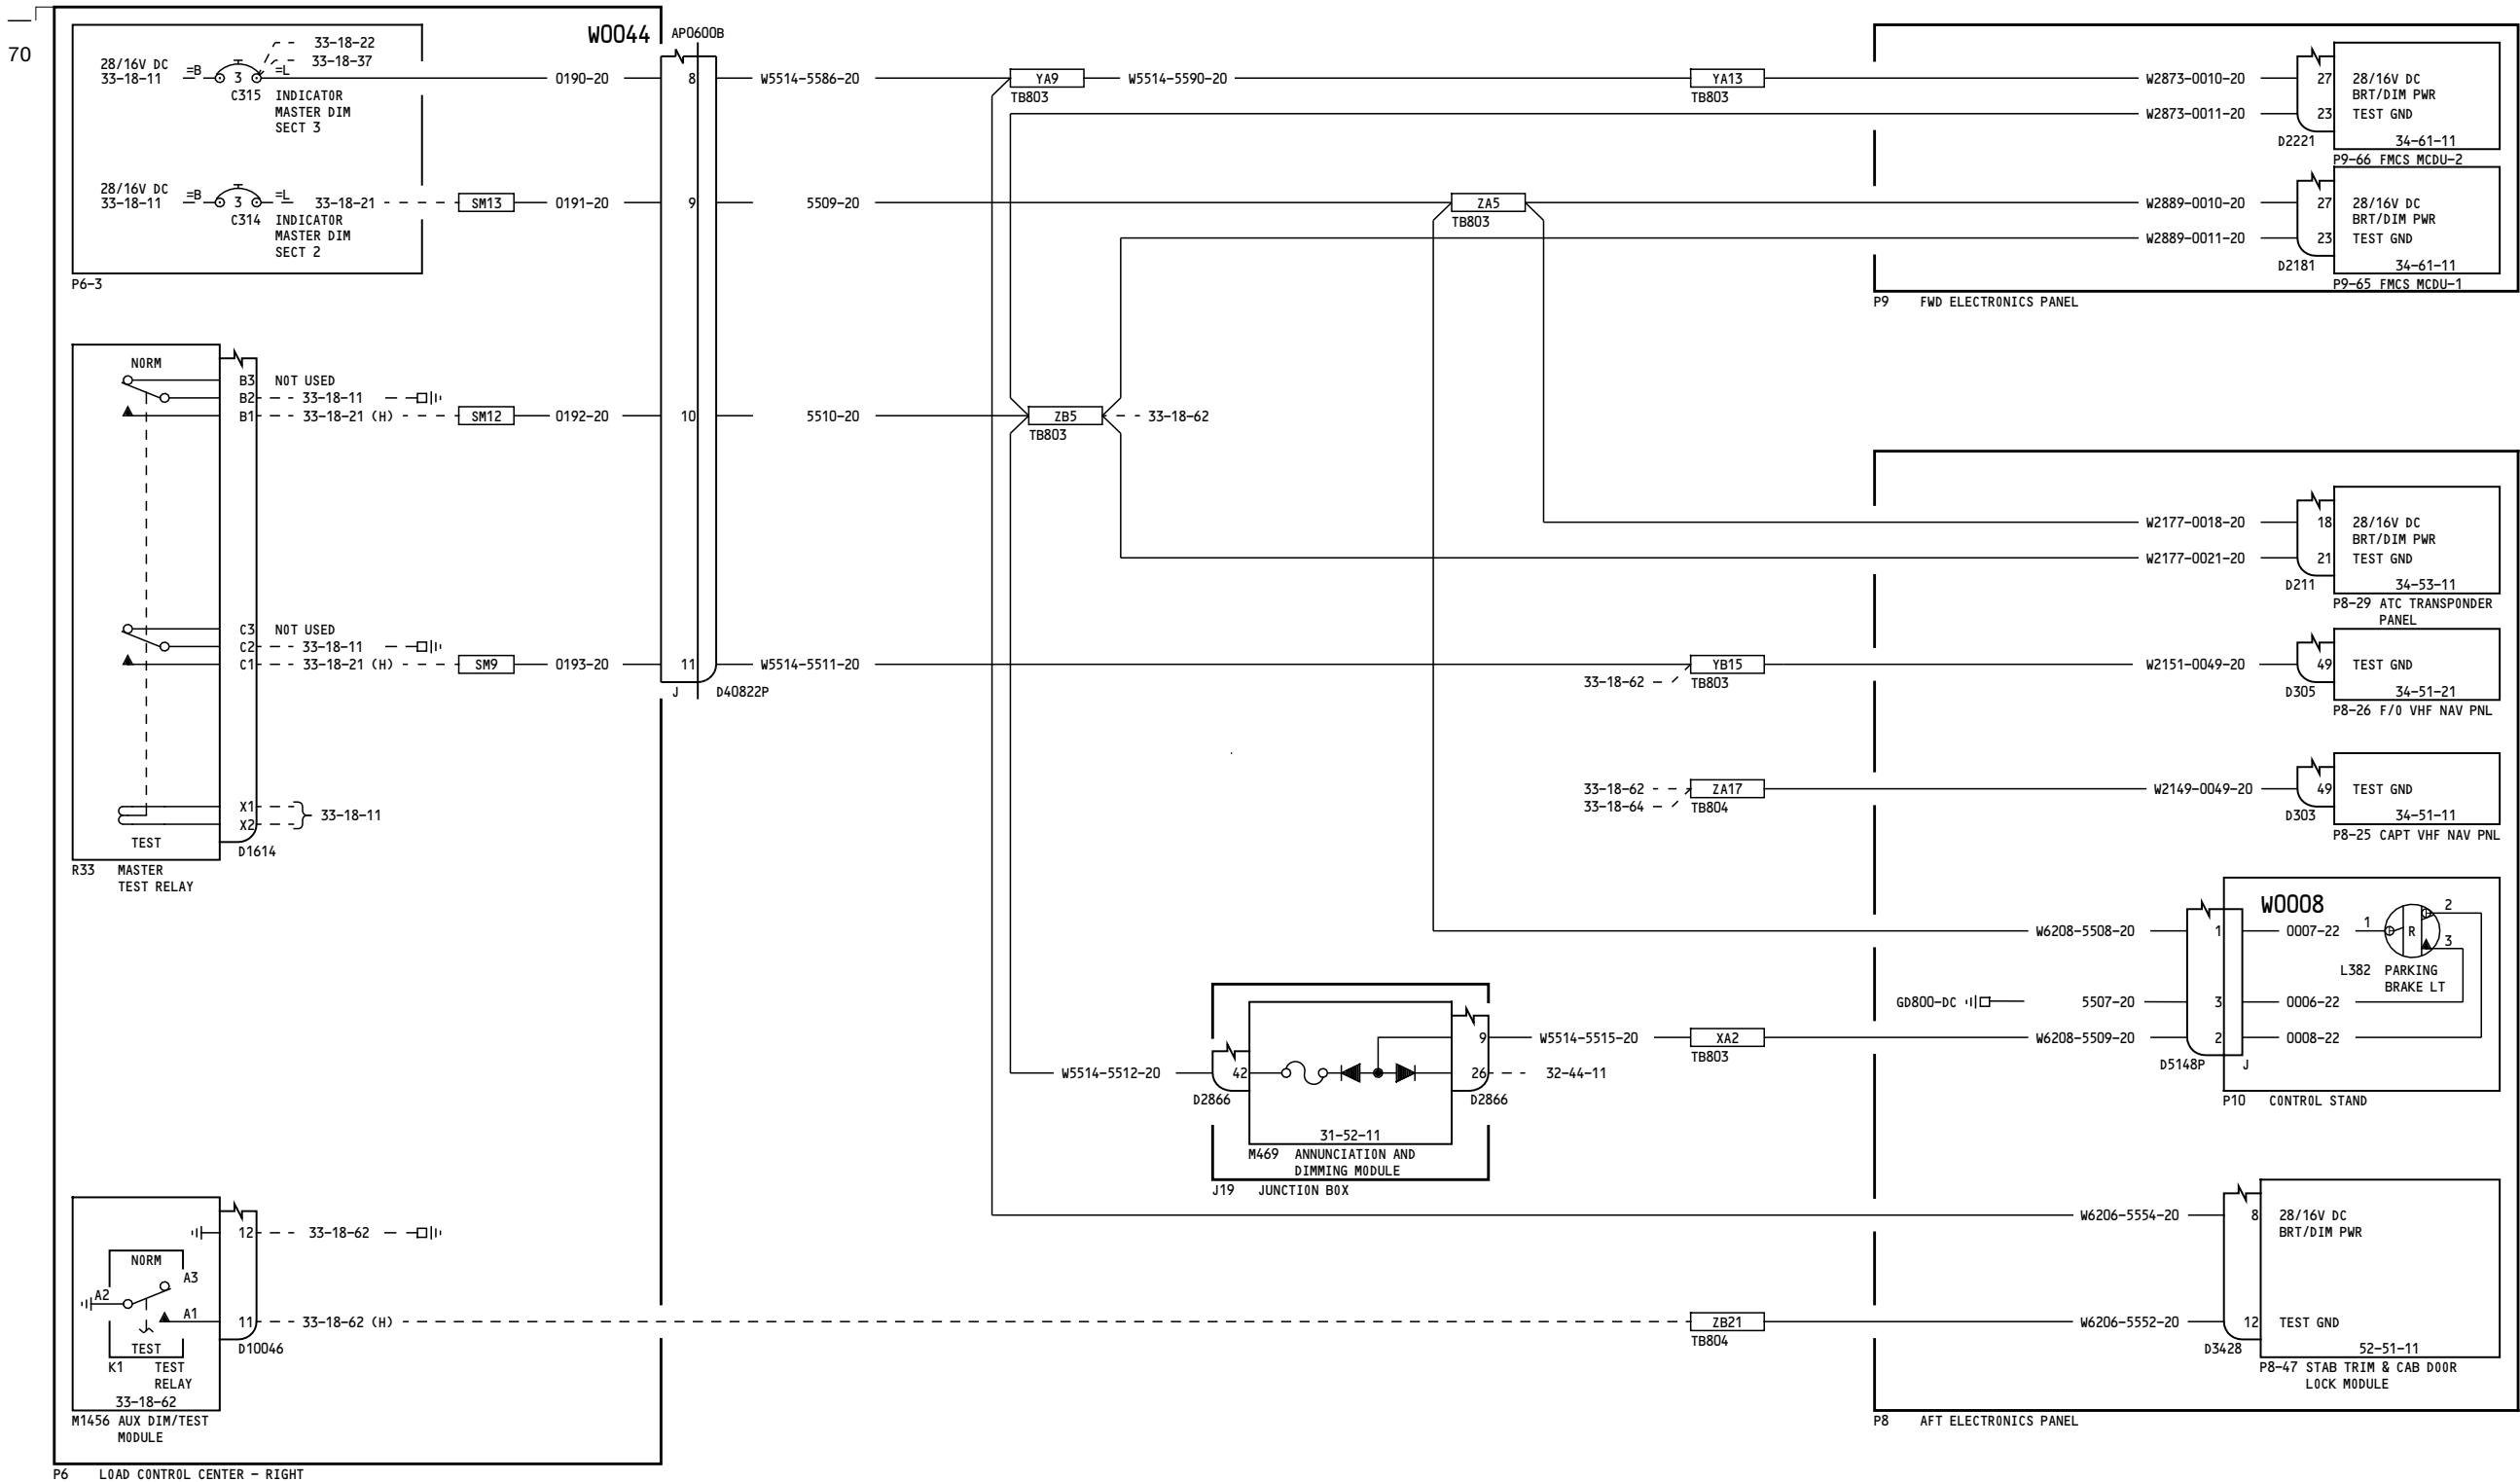 70
W0044
AP0600B
33-18-22
33-18-37
28/16V DC
33-18-11
=B
3
=L
C315
INDICATOR
MASTER DIM
SECT 3
0190-20
8
W5514-5586-20
YA9
TB803
W5514-5590-20
YA13
TB803
W2873-0010-20
27
28/16V DC
BRT/DIM PWR
W2873-0011-20
23
TEST GND
D2221
34-61-11
P9-66 FMCS MCDU-2
28/16V DC
33-18-11
=B
3
=L
33-18-21
C314
INDICATOR
MASTER DIM
SECT 2
SM13
0191-20
9
5509-20
ZA5
TB803
W2889-0010-20
27
28/16V DC
BRT/DIM PWR
W2889-0011-20
23
TEST GND
D2181
34-61-11
P9-65 FMCS MCDU-1
P6-3
P9 FWD ELECTRONICS PANEL
NORM
B3
NOT USED
B2
33-18-11
B1
33-18-21 (H)
SM12
0192-20
10
5510-20
ZB5
TB803
33-18-62
W2177-0018-20
18
28/16V DC
BRT/DIM PWR
W2177-0021-20
21
TEST GND
D211
34-53-11
P8-29 ATC TRANSPONDER
PANEL
C3
NOT USED
C2
33-18-11
C1
33-18-21 (H)
SM9
0193-20
11
J
D40822P
W5514-5511-20
33-18-62
YB15
TB803
W2151-0049-20
49
TEST GND
D305
34-51-21
P8-26 F/O VHF NAV PNL
33-18-62
33-18-64
ZA17
TB804
W2149-0049-20
49
TEST GND
D303
34-51-11
P8-25 CAPT VHF NAV PNL
X1
X2
33-18-11
TEST
D1614
R33 MASTER
TEST RELAY
W0008
W6208-5508-20
1
0007-22
1
R
2
3
L382 PARKING
BRAKE LT
GD800-DC
5507-20
3
0006-22
W5514-5512-20
42
D2866
9
26
D2866
W5514-5515-20
XA2
TB803
W6208-5509-20
2
0008-22
32-44-11
D5148P
J
P10 CONTROL STAND
31-52-11
M469 ANNUNCIATION AND
DIMMING MODULE
J19 JUNCTION BOX
W6206-5554-20
8
28/16V DC
BRT/DIM PWR
12
33-18-62
NORM
A3
A2
A1
TEST
K1 TEST
RELAY
33-18-62
11
33-18-62 (H)
D10046
ZB21
TB804
W6206-5552-20
12
TEST GND
D3428
52-51-11
P8-47 STAB TRIM & CAB DOOR
LOCK MODULE
M1456 AUX DIM/TEST
MODULE
P8 AFT ELECTRONICS PANEL
P6 LOAD CONTROL CENTER - RIGHT